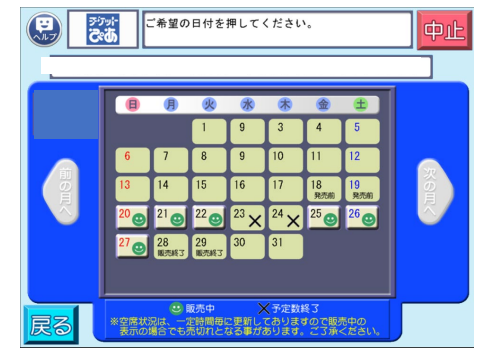 ヘルプ
チケットぴあ
ご希望の日付を押してください。
中止
日 月 火 水 木 金 土
1 9 3 4 5
6 7 8 9 10 11 12
13 14 15 16 17 18 発売前 19 発売前
20 21 22 23 24 25 26
27 28 販売終了 29 販売終了 30 31
前の月へ
次の月へ
販売中 予定数終了
戻る
※空席状況は、一定時間毎に更新しておりますので販売中の
表示の場合でも売切れとなる事があります。ご了承ください。